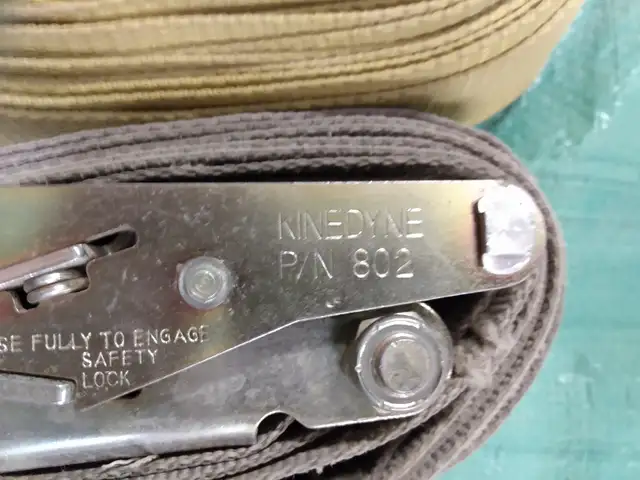 KINEDYNE
P/N 802
SE FULLY TO ENGAGE
SAFETY
LOCK